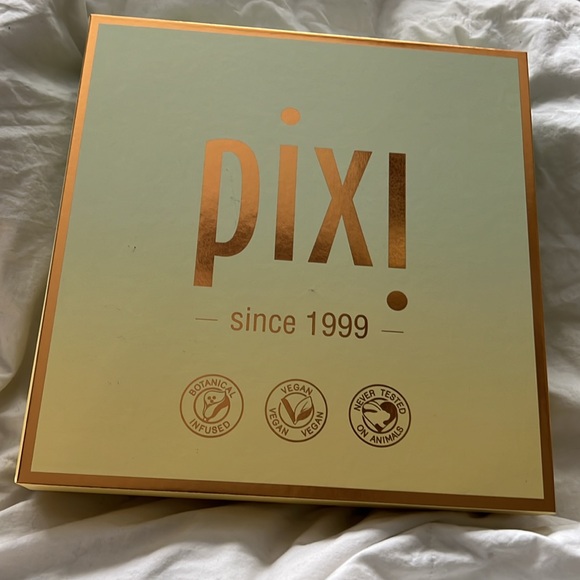 pixi
— since 1999 —
BOTANICAL
INFUSED
VEGAN
VEGAN VEGAN
NEVER TESTED
ON ANIMALS